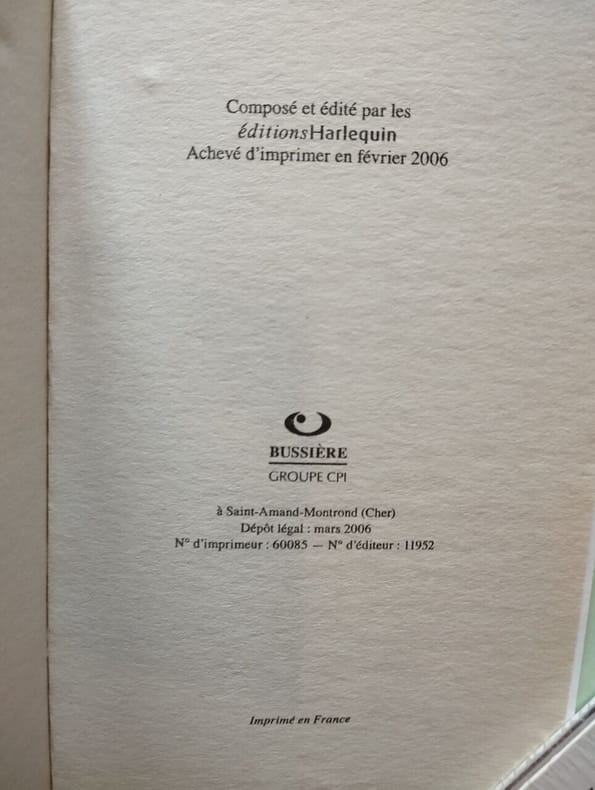 Composé et édité par les
éditionsHarlequin
Achevé d'imprimer en février 2006
BUSSIÈRE
GROUPE CPI
à Saint-Amand-Montrond (Cher)
Dépôt légal : mars 2006
N° d'imprimeur : 60085 — N° d'éditeur : 11952
Imprimé en France